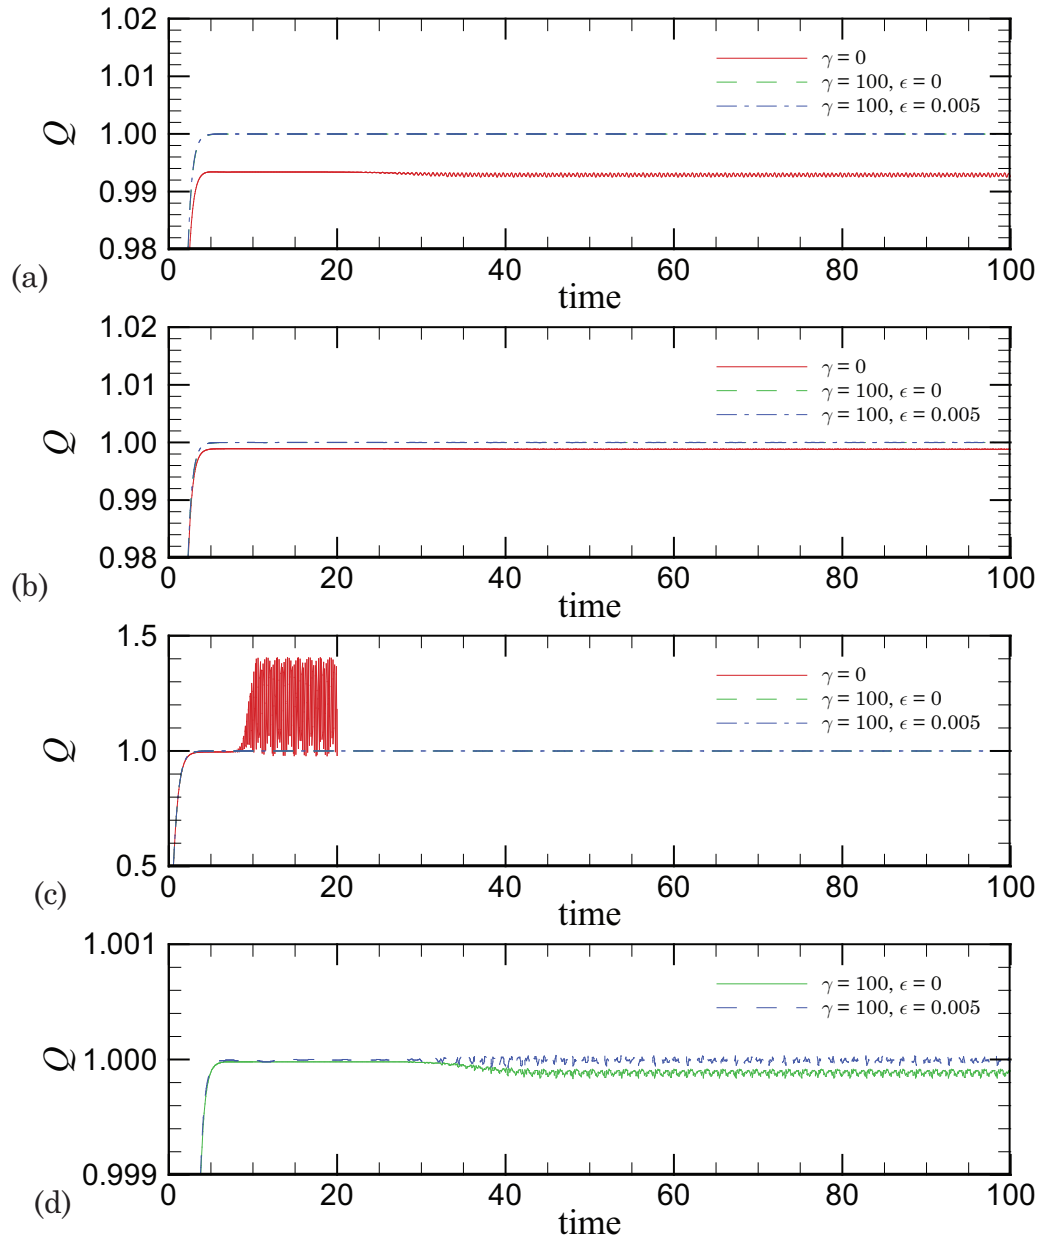 1.02
1.01
1.00
0.99
0.98
Q
γ = 0
γ = 100, ϵ = 0
γ = 100, ϵ = 0.005
0 20 40 60 80 100
time
(a)
1.02
1.01
1.00
0.99
0.98
Q
γ = 0
γ = 100, ϵ = 0
γ = 100, ϵ = 0.005
0 20 40 60 80 100
time
(b)
1.5
1.0
0.5
Q
γ = 0
γ = 100, ϵ = 0
γ = 100, ϵ = 0.005
0 20 40 60 80 100
time
(c)
1.001
1.000
0.999
Q
γ = 100, ϵ = 0
γ = 100, ϵ = 0.005
0 20 40 60 80 100
time
(d)